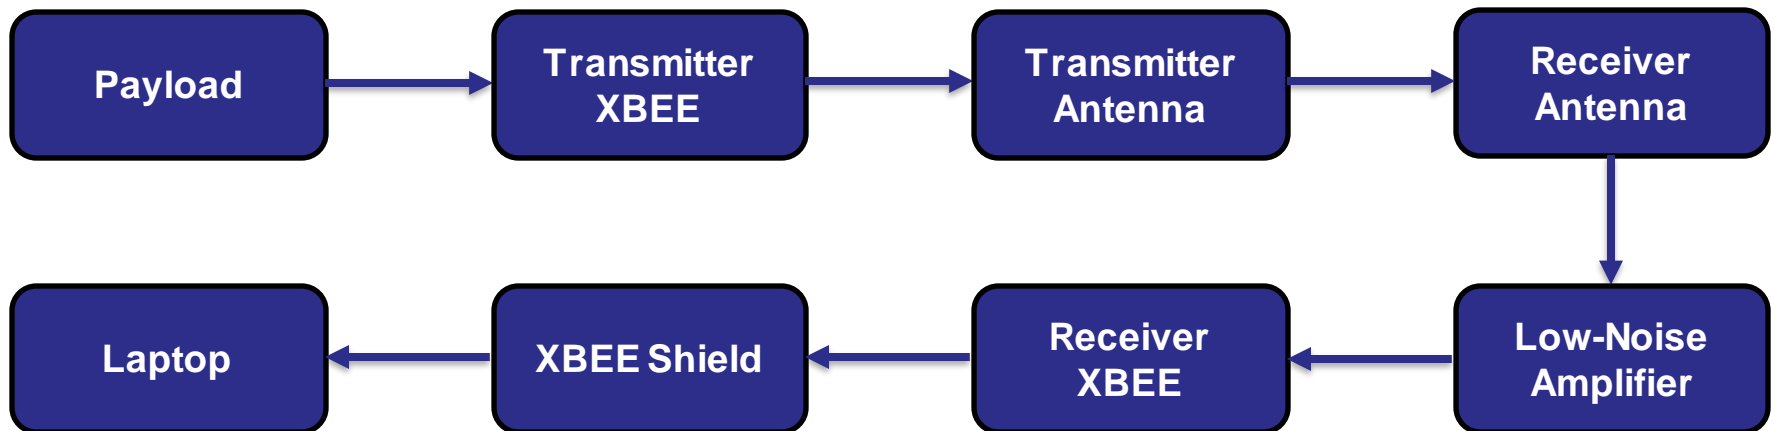 Payload
Transmitter
XBEE
Transmitter
Antenna
Receiver
Antenna
Laptop
XBEE Shield
Receiver
XBEE
Low-Noise
Amplifier